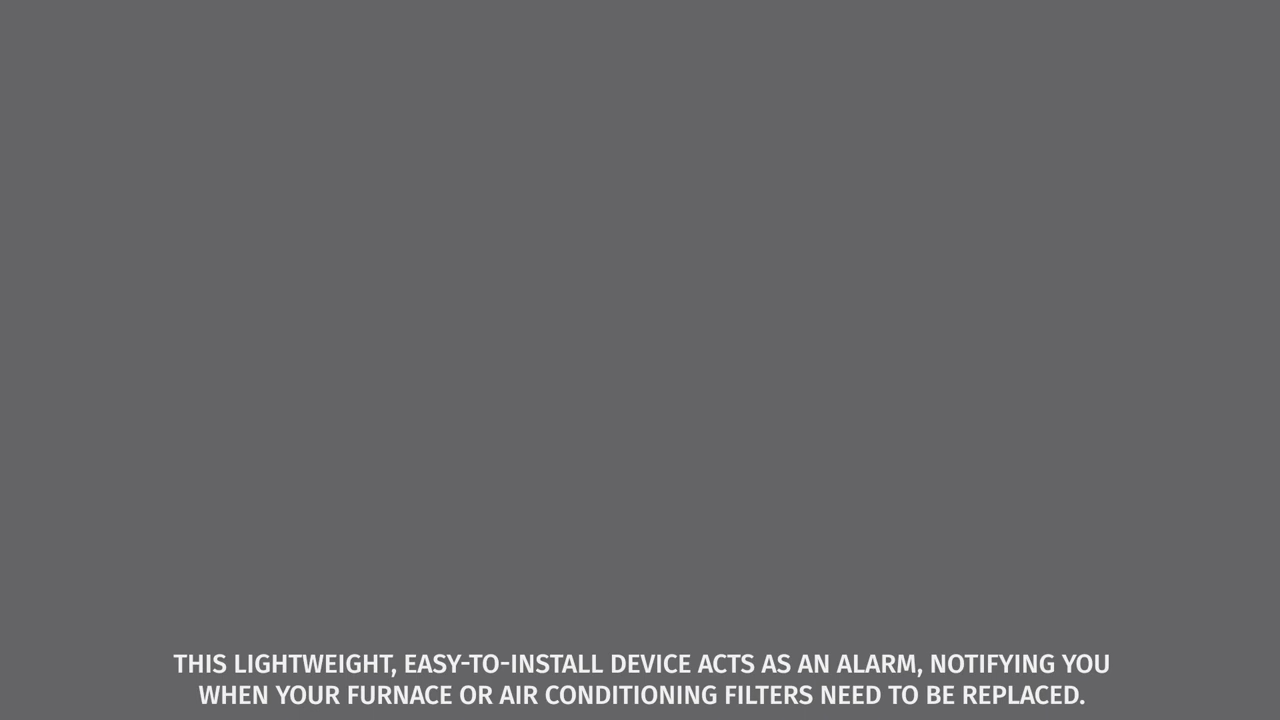 THIS LIGHTWEIGHT, EASY-TO-INSTALL DEVICE ACTS AS AN ALARM, NOTIFYING YOU
WHEN YOUR FURNACE OR AIR CONDITIONING FILTERS NEED TO BE REPLACED.